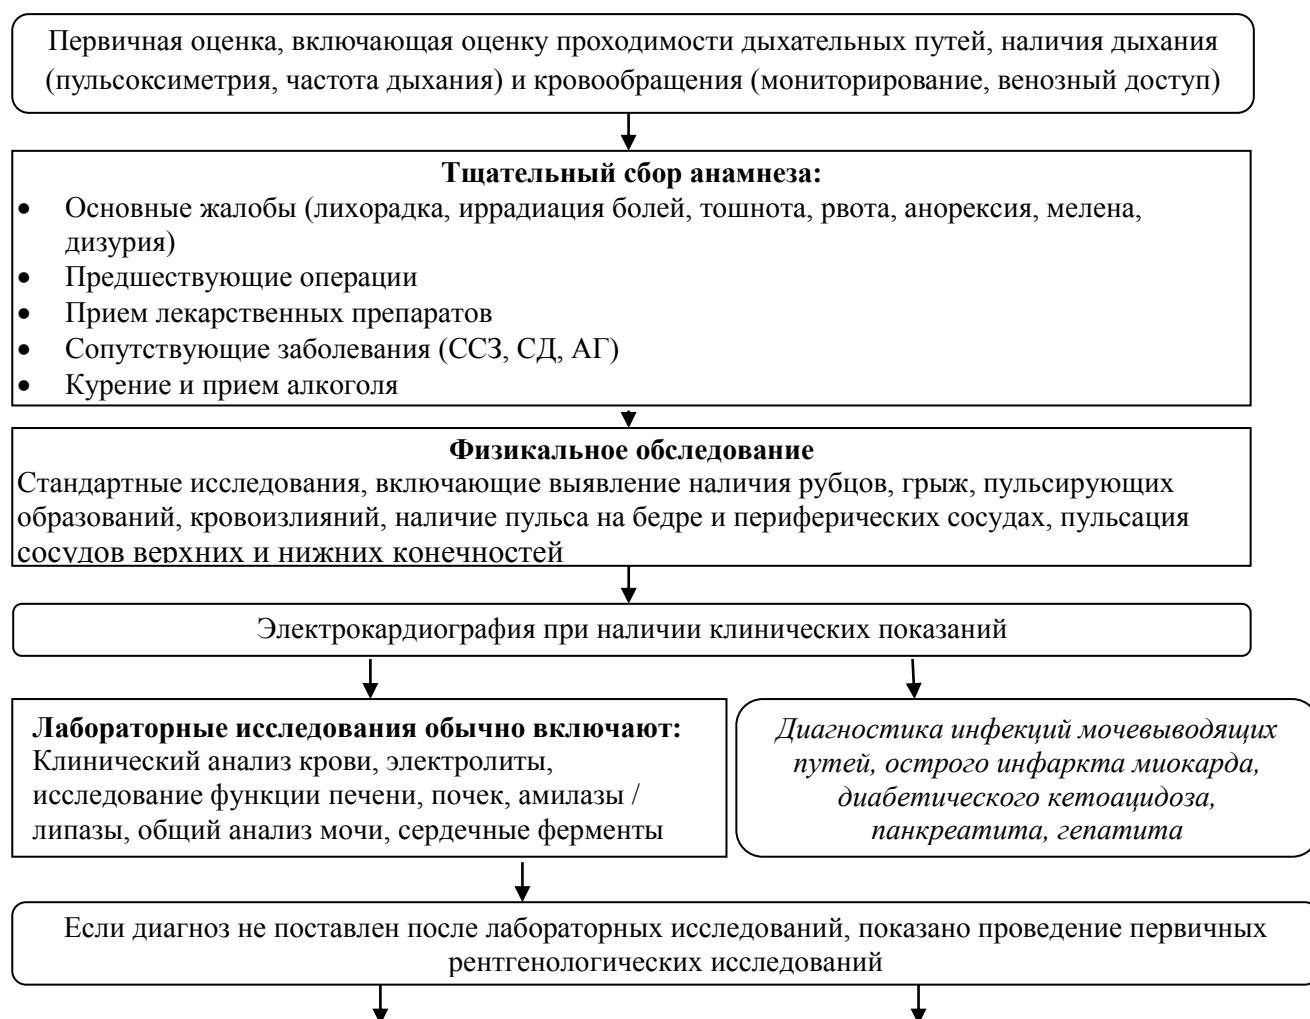 Первичная оценка, включающая оценку проходимости дыхательных путей, наличия дыхания
(пульсоксиметрия, частота дыхания) и кровообращения (мониторирование, венозный доступ)
Тщательный сбор анамнеза:
• Основные жалобы (лихорадка, иррадиация болей, тошнота, рвота, анорексия, мелена,
дизурия)
• Предшествующие операции
• Прием лекарственных препаратов
• Сопутствующие заболевания (ССЗ, СД, АГ)
• Курение и прием алкоголя
Физикальное обследование
Стандартные исследования, включающие выявление наличия рубцов, грыж, пульсирующих
образований, кровоизлияний, наличие пульса на бедре и периферических сосудах, пульсация
сосудов верхних и нижних конечностей
Электрокардиография при наличии клинических показаний
Лабораторные исследования обычно включают:
Клинический анализ крови, электролиты,
исследование функции печени, почек, амилазы /
липазы, общий анализ мочи, сердечные ферменты
Диагностика инфекций мочевыводящих
путей, острого инфаркта миокарда,
диабетического кетоацидоза,
панкреатита, гепатита
Если диагноз не поставлен после лабораторных исследований, показано проведение первичных
рентгенологических исследований